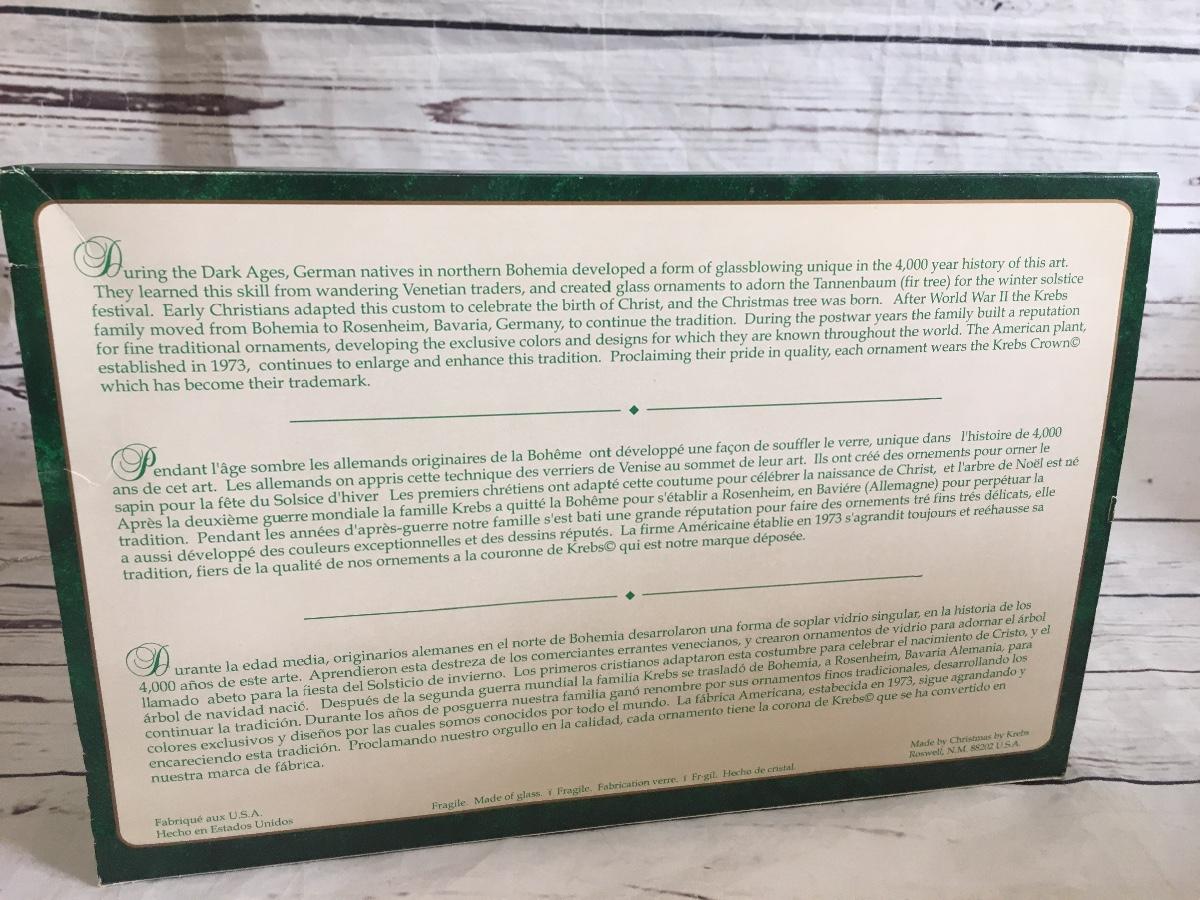 During the Dark Ages, German natives in northern Bohemia developed a form of glassblowing unique in the 4,000 year history of this art.
They learned this skill from wandering Venetian traders, and created glass ornaments to adorn the Tannenbaum (fir tree) for the winter solstice
festival. Early Christians adapted this custom to celebrate the birth of Christ, and the Christmas tree was born. After World War II the Krebs
family moved from Bohemia to Rosenheim, Bavaria, Germany, to continue the tradition. During the postwar years the family built a reputation
for fine traditional ornaments, developing the exclusive colors and designs for which they are known throughout the world. The American plant,
established in 1973, continues to enlarge and enhance this tradition. Proclaiming their pride in quality, each ornament wears the Krebs Crown©
which has become their trademark.
Pendant l'âge sombre les allemands originaires de la Bohême ont développé une façon de souffler le verre, unique dans l'histoire de 4,000
ans de cet art. Les allemands on appris cette technique des verriers de Venise au sommet de leur art. Ils ont créé des ornements pour orner le
sapin pour la fête du Solsice d'hiver Les premiers chrétiens ont adapté cette coutume pour célébrer la naissance de Christ, et l'arbre de Noël est né
Après la deuxième guerre mondiale la famille Krebs a quitté la Bohême pour s'établir a Rosenheim, en Baviére (Allemagne) pour perpétuar la
tradition. Pendant les années d'après-guerre notre famille s'est bati une grande réputation pour faire des ornements tré fins trés délicats, elle
a aussi développé des couleurs exceptionnelles et des dessins réputés. La firme Américaine établie en 1973 s'agrandit toujours et reéhausse sa
tradition, fiers de la qualité de nos ornements a la couronne de Krebs© qui est notre marque déposée.
Durante la edad media, originarios alemanes en el norte de Bohemia desarrolaron una forma de soplar vidrio singular, en la historia de los
4,000 años de este arte. Aprendieron esta destreza de los comerciantes errantes venecianos, y crearon ornamentos de vidrio para adornar el árbol
llamado abeto para la fiesta del Solsticio de invierno. Los primeros cristianos adaptaron esta costumbre para celebrar el nacimiento de Cristo, y el
árbol de navidad nació. Después de la segunda guerra mundial la familia Krebs se trasladó de Bohemia, a Rosenheim, Bavaria Alemania, para
continuar la tradición. Durante los años de posguerra nuestra familia ganó renombre por sus ornamentos finos tradicionales, desarrollando los
colores exclusivos y diseños por las cuales somos conocidos por todo el mundo. La fábrica Americana, estabecida en 1973, sigue agrandando y
encareciendo esta tradición. Proclamando nuestro orgullo en la calidad, cada ornamento tiene la corona de Krebs© que se ha convertido en
nuestra marca de fábrica.
Made by Christmas by Krebs
Roswell, N.M. 88202 U.S.A.
Fragile. Made of glass. Fragile. Fabrication verre. Fr-gil. Hecho de cristal.
Fabriqué aux U.S.A.
Hecho en Estados Unidos